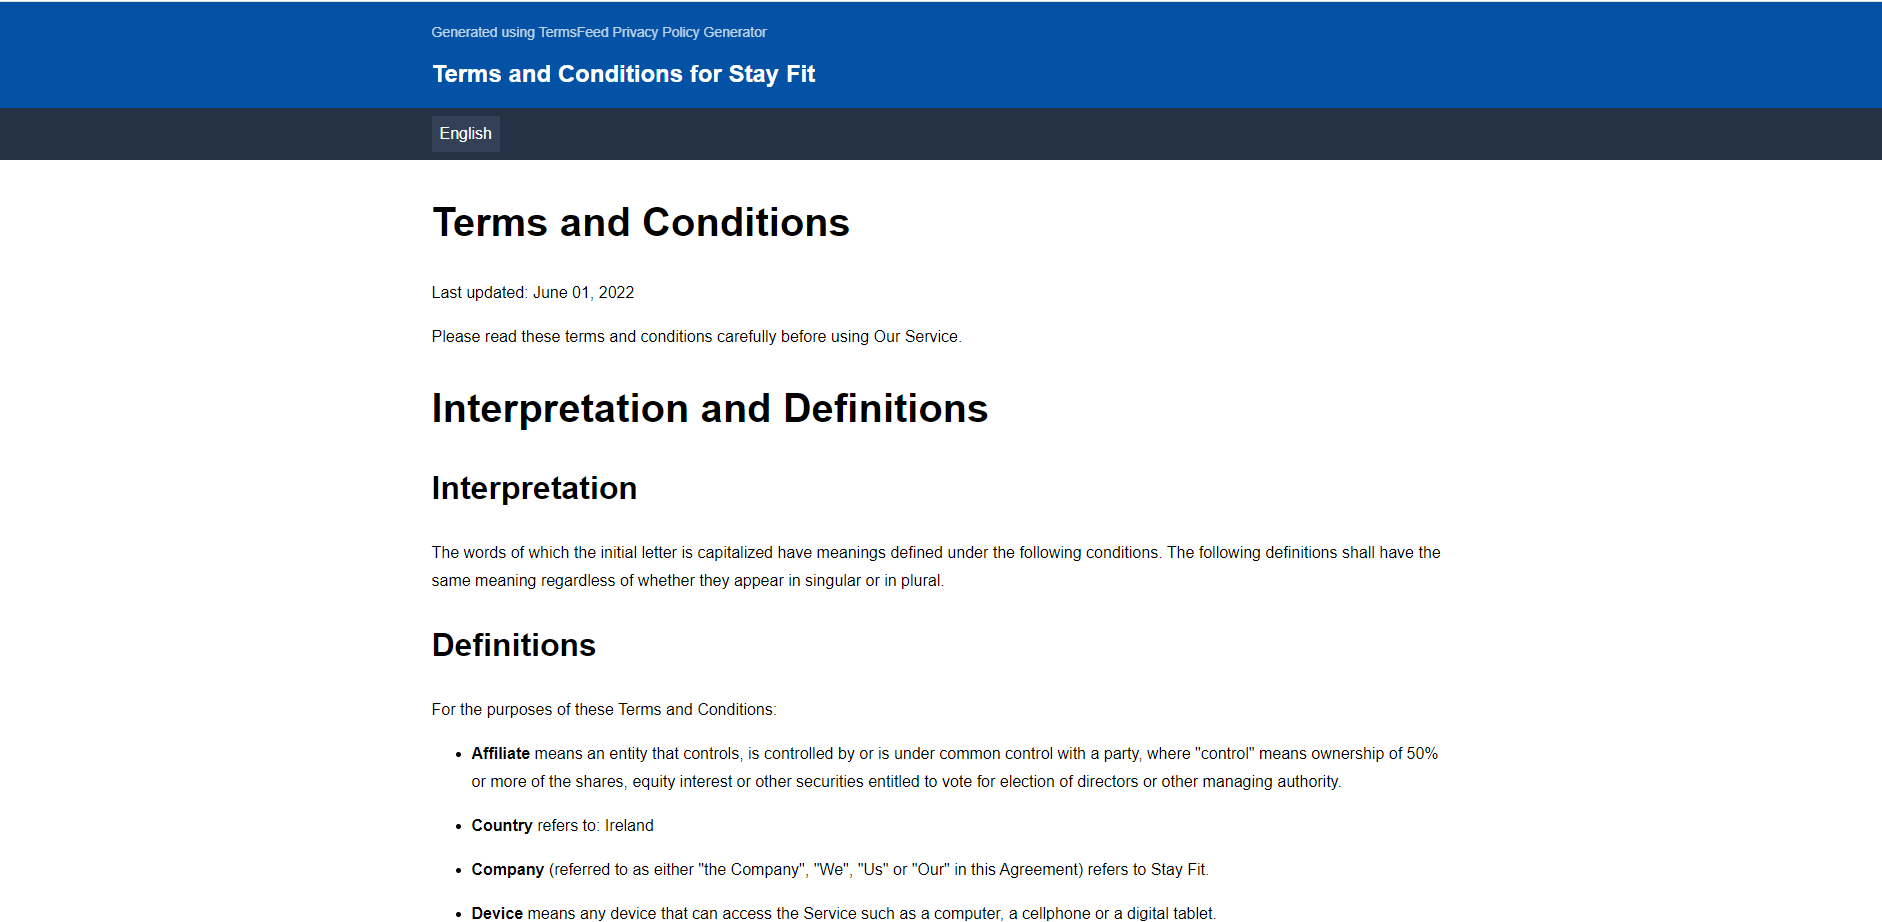 Generated using TermsFeed Privacy Policy Generator
Terms and Conditions for Stay Fit
English
Terms and Conditions
Last updated: June 01, 2022
Please read these terms and conditions carefully before using Our Service.
Interpretation and Definitions
Interpretation
The words of which the initial letter is capitalized have meanings defined under the following conditions. The following definitions shall have the
same meaning regardless of whether they appear in singular or in plural.
Definitions
For the purposes of these Terms and Conditions:
• Affiliate means an entity that controls, is controlled by or is under common control with a party, where "control" means ownership of 50%
or more of the shares, equity interest or other securities entitled to vote for election of directors or other managing authority.
• Country refers to: Ireland
• Company (referred to as either "the Company", "We", "Us" or "Our" in this Agreement) refers to Stay Fit.
• Device means any device that can access the Service such as a computer, a cellphone or a digital tablet.